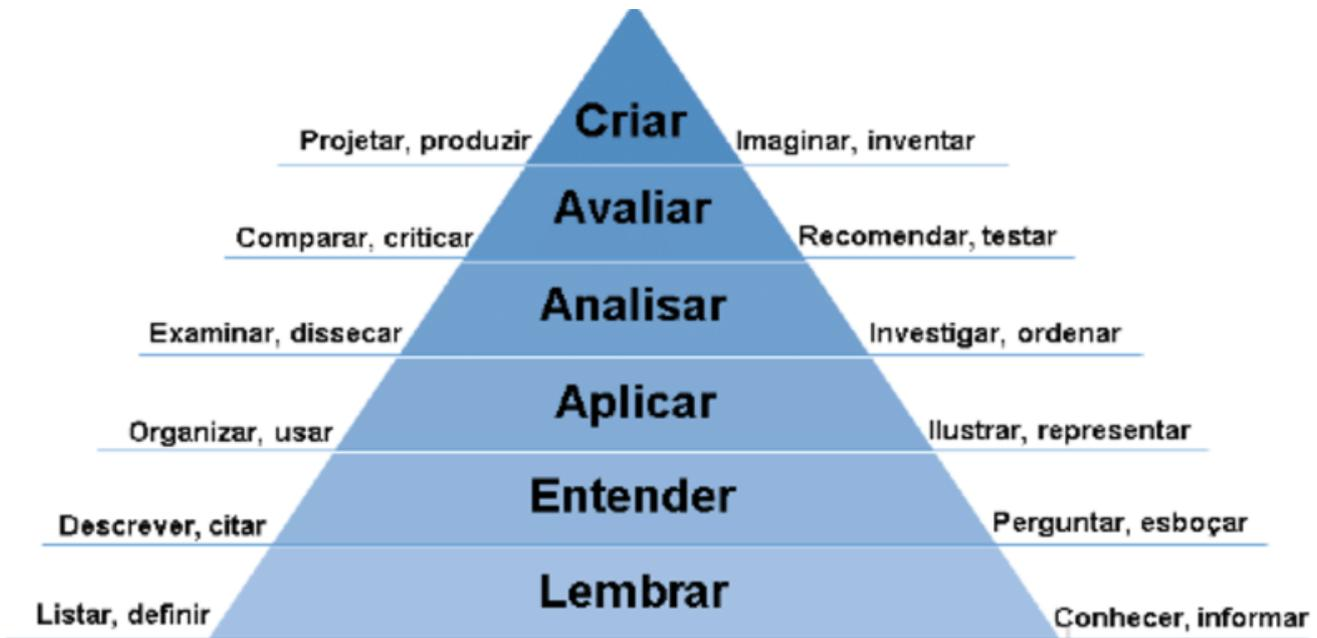 Criar
Projetar, produzir
Imaginar, inventar
Avaliar
Comparar, criticar
Recomendar, testar
Analisar
Examinar, dissecar
Investigar, ordenar
Aplicar
Organizar, usar
Ilustrar, representar
Entender
Descrever, citar
Perguntar, esboçar
Lembrar
Listar, definir
Conhecer, informar